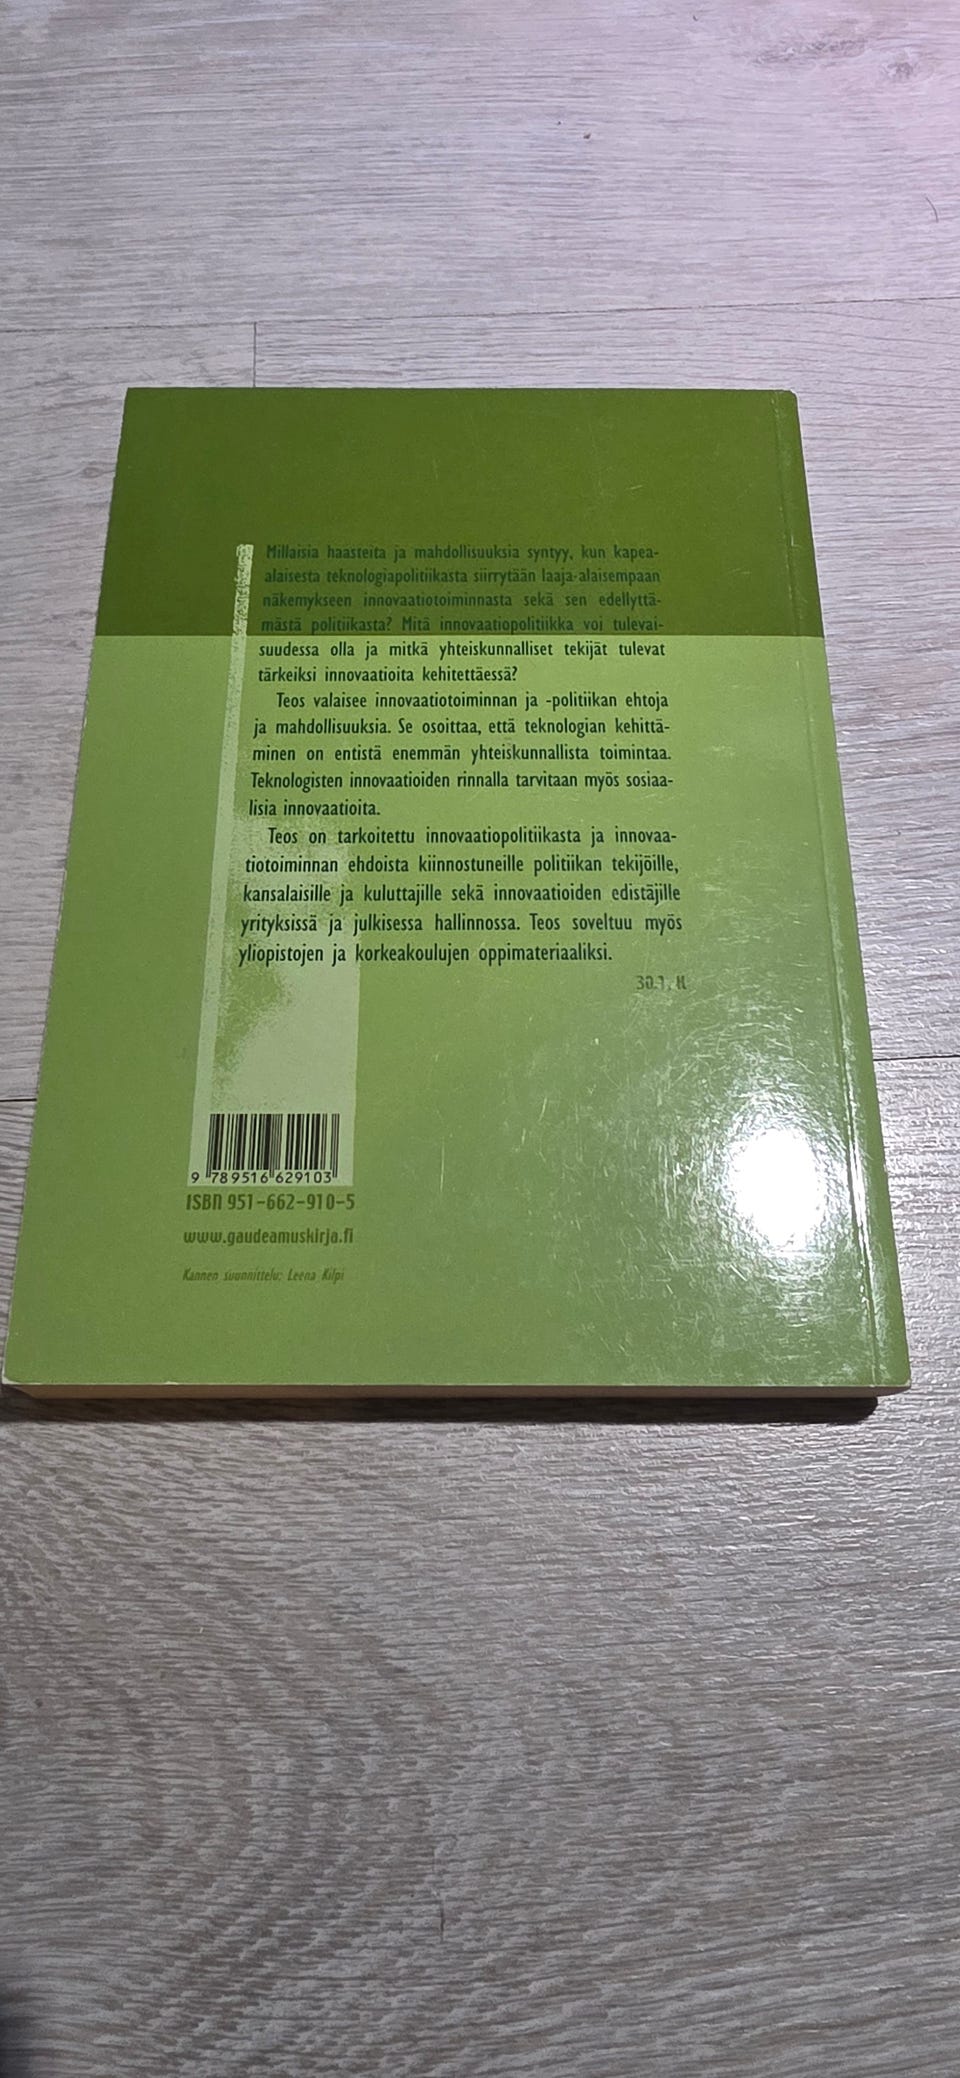 Millaisia haasteita ja mahdollisuuksia syntyy, kun kapea-
alaisesta teknologiapolitiikasta siirrytään laaja-alaisempaan
näkemykseen innovaatiotoiminnasta sekä sen edellyttä-
mästä politiikasta? Mitä innovaatiopolitiikka voi tulevai-
suudessa olla ja mitkä yhteiskunnalliset tekijät tulevat
tärkeiksi innovaatioita kehitettäessä?
Teos valaisee innovaatiotoiminnan ja -politiikan ehtoja
ja mahdollisuuksia. Se osoittaa, että teknologian kehittä-
minen on entistä enemmän yhteiskunnallista toimintaa.
Teknologisten innovaatioiden rinnalla tarvitaan myös sosiaa-
lisia innovaatioita.
Teos on tarkoitettu innovaatiopolitiikasta ja innovaa-
tiotoiminnan ehdoista kiinnostuneille politiikan tekijöille,
kansalaisille ja kuluttajille sekä innovaatioiden edistäjille
yrityksissä ja julkisessa hallinnossa. Teos soveltuu myös
yliopistojen ja korkeakoulujen oppimateriaaliksi.
9 789516 629103
ISBN 951-662-910-5
www.gaudeamuskirja.fi
Kannen suunnittelu: Leena Kilpi